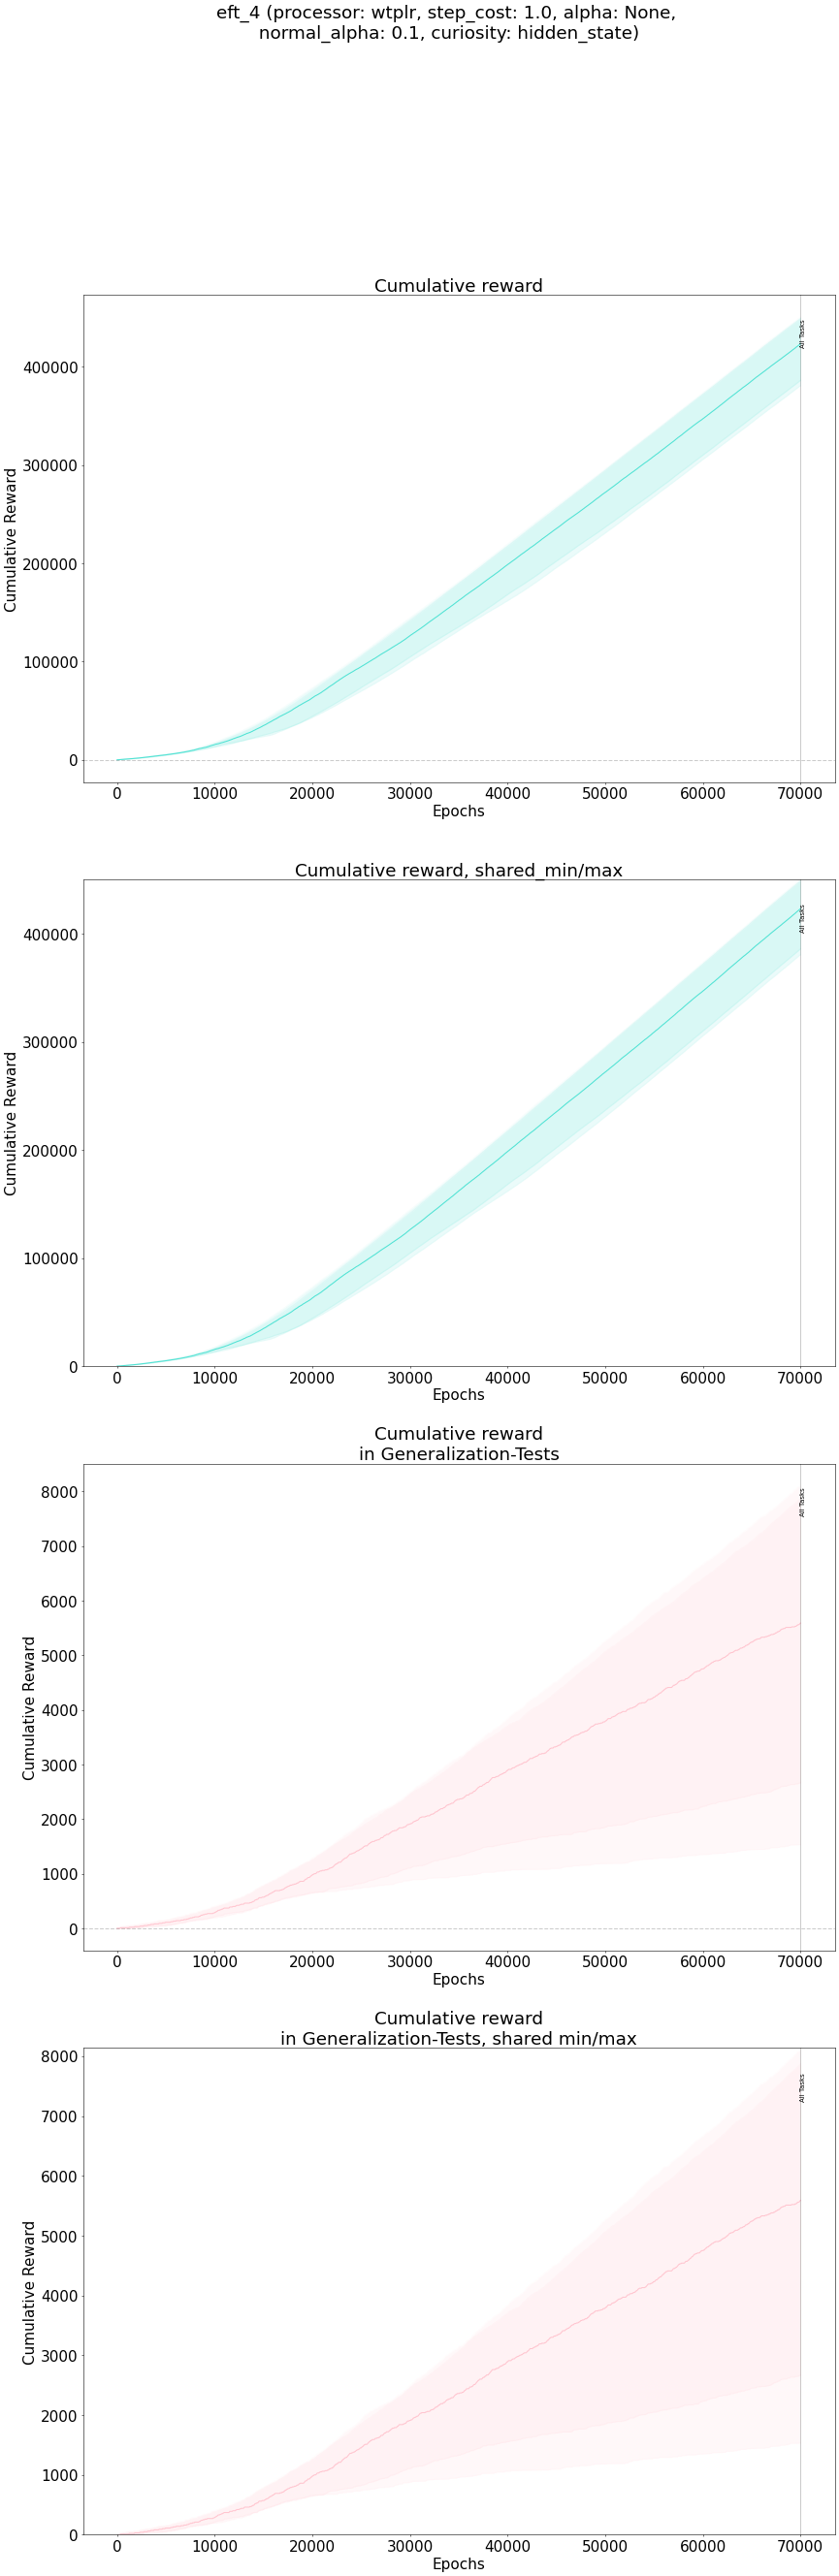 eft_4 (processor: wtplr, step_cost: 1.0, alpha: None,
normal_alpha: 0.1, curiosity: hidden_state)
Cumulative reward
All Tasks
400000
300000
200000
100000
0
Cumulative Reward
0 10000 20000 30000 40000 50000 60000 70000
Epochs
Cumulative reward, shared_min/max
All Tasks
400000
300000
200000
100000
0
Cumulative Reward
0 10000 20000 30000 40000 50000 60000 70000
Epochs
Cumulative reward
in Generalization-Tests
All Tasks
8000
7000
6000
5000
4000
3000
2000
1000
0
Cumulative Reward
0 10000 20000 30000 40000 50000 60000 70000
Epochs
Cumulative reward
in Generalization-Tests, shared min/max
All Tasks
8000
7000
6000
5000
4000
3000
2000
1000
0
Cumulative Reward
0 10000 20000 30000 40000 50000 60000 70000
Epochs